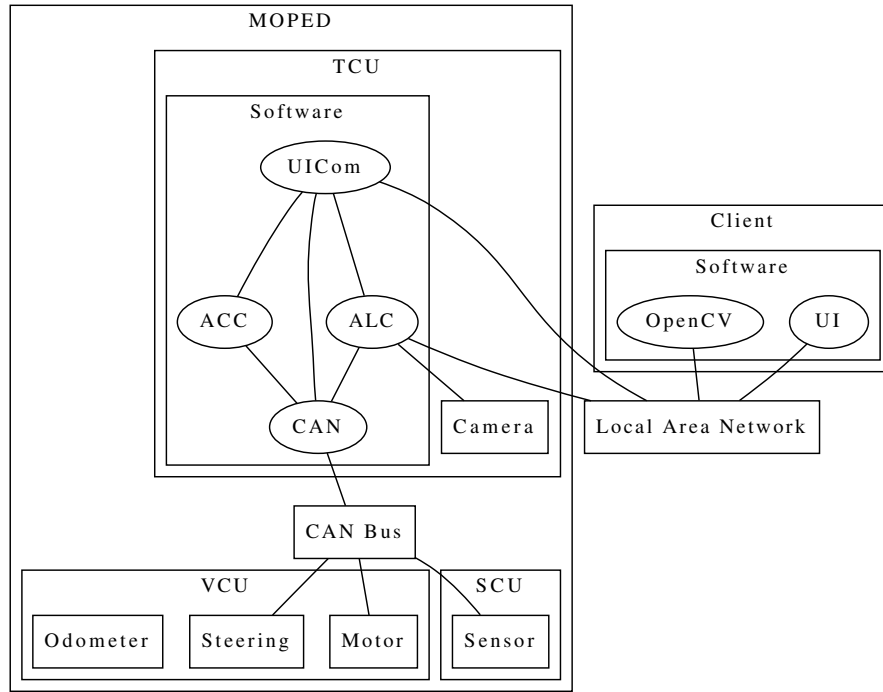 MOPED
TCU
Software
UICom
Client
Software
ACC
ALC
OpenCV
UI
CAN
Camera
Local Area Network
CAN Bus
VCU
SCU
Odometer
Steering
Motor
Sensor